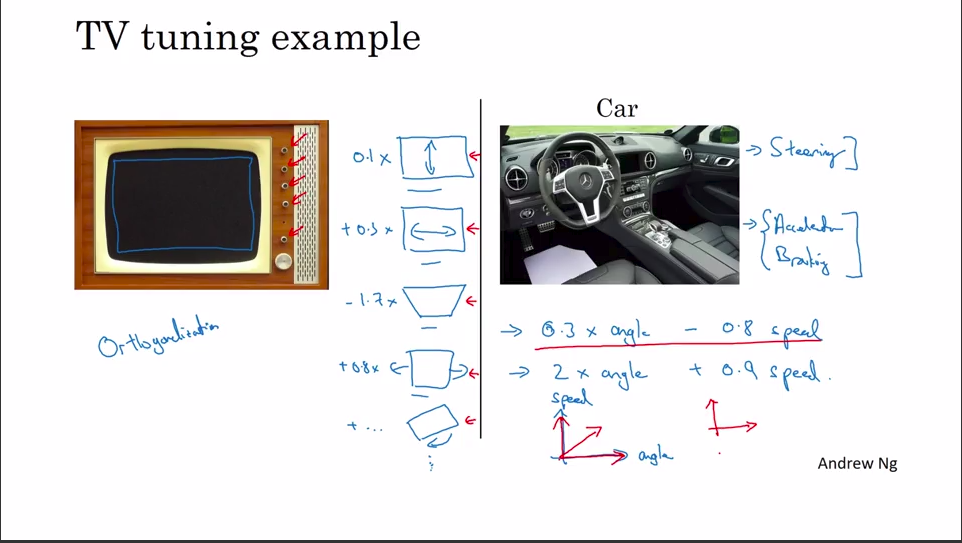 TV tuning example
Orthogonalization
0.1 x
+ 0.3 x
- 1.7 x
+ 0.8 x
+ ...
Car
→ Steering
→ Acceleration
Braking
→ 0.3 x angle - 0.8 speed
→ 2 x angle + 0.9 speed.
speed
angle
Andrew Ng